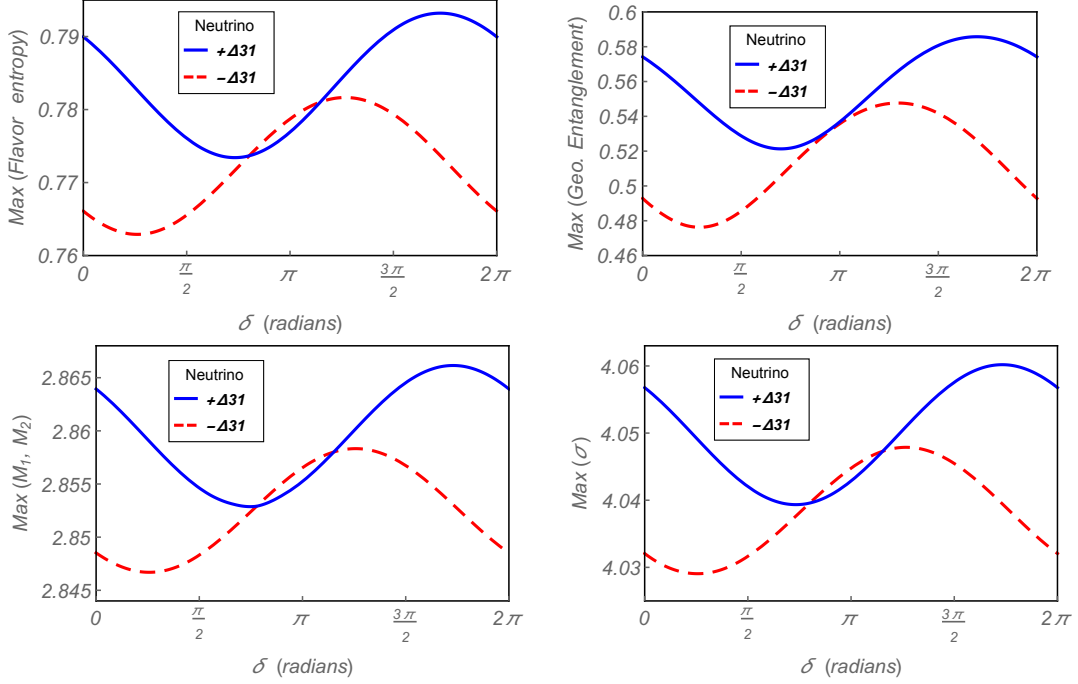 Max (Flavor entropy)
0.79
0.78
0.77
0.76
Neutrino
+Δ31
−Δ31
0
π/2
π
3π/2
2π
δ (radians)
Max (Geo. Entanglement)
0.6
0.58
0.56
0.54
0.52
0.5
0.48
0.46
Neutrino
+Δ31
−Δ31
0
π/2
π
3π/2
2π
δ (radians)
Max (M₁, M₂)
2.865
2.86
2.855
2.85
2.845
Neutrino
+Δ31
−Δ31
0
π/2
π
3π/2
2π
δ (radians)
Max (σ)
4.06
4.05
4.04
4.03
Neutrino
+Δ31
−Δ31
0
π/2
π
3π/2
2π
δ (radians)